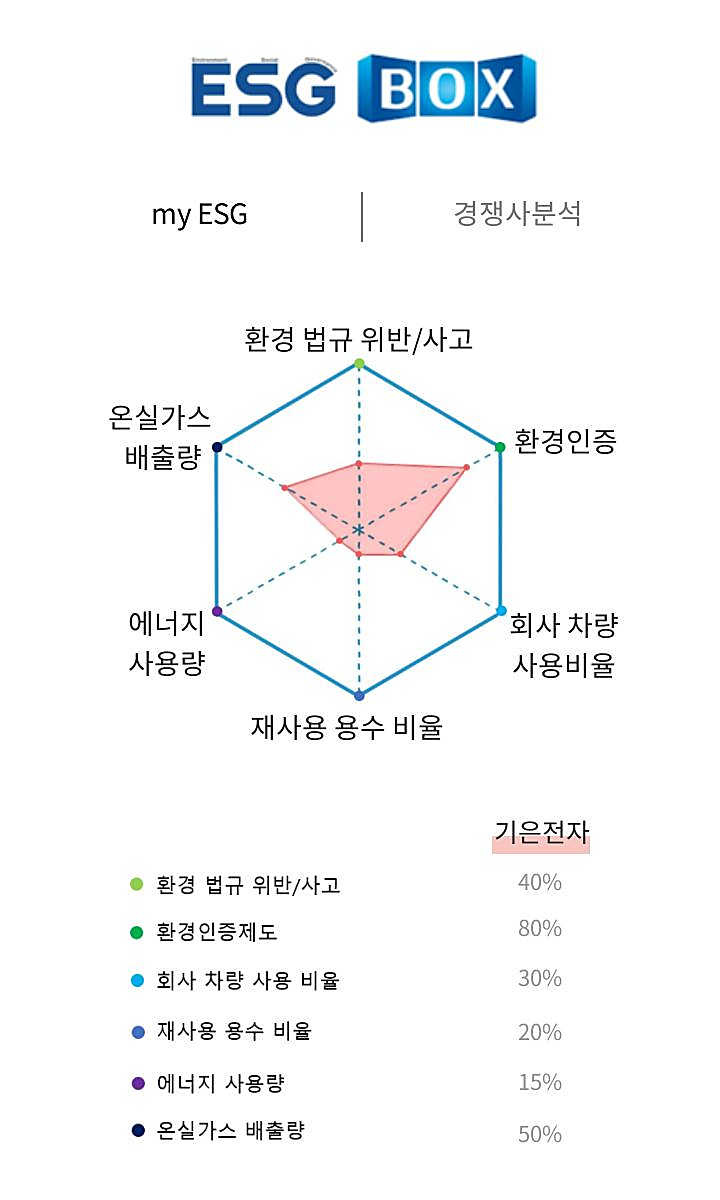 Environment Social Governance
ESG BOX
my ESG
경쟁사분석
환경 법규 위반/사고
온실가스
배출량
환경인증
에너지
사용량
회사 차량
사용비율
재사용 용수 비율
기은전자
환경 법규 위반/사고 40%
환경인증제도 80%
회사 차량 사용 비율 30%
재사용 용수 비율 20%
에너지 사용량 15%
온실가스 배출량 50%